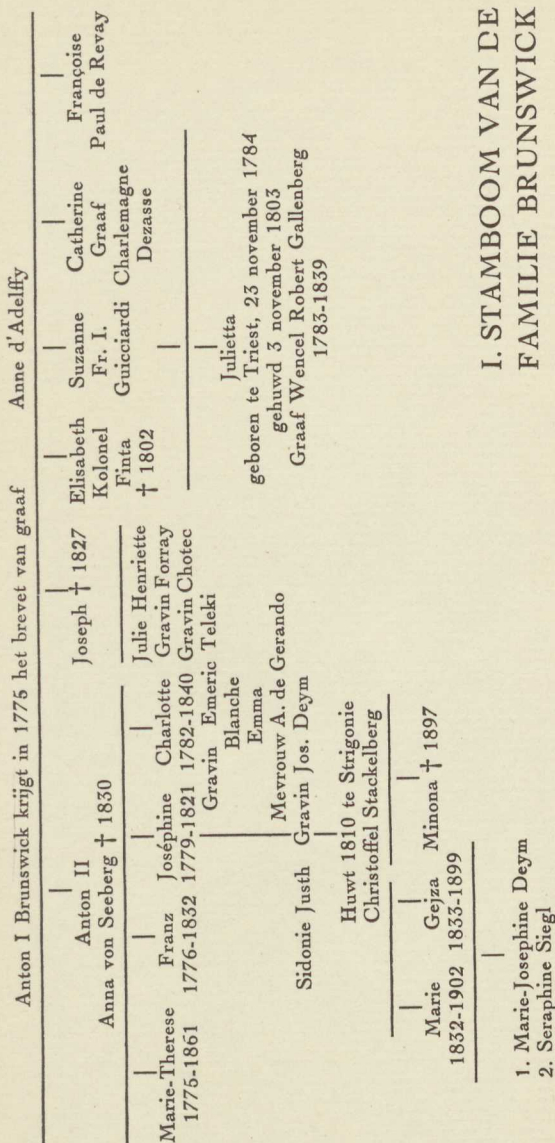 Anton I Brunswick krijgt in 1775 het brevet van graaf Anne d'Adelffy
Anton II
Anna von Seeberg † 1830
Joseph † 1827
Elisabeth
Kolonel
Finta
† 1802
Suzanne
Fr. I.
Guicciardi
Catherine
Graaf
Charlemagne
Dezasse
Françoise
Paul de Revay
Marie-Therese
1775-1861
Franz
1776-1832
Joséphine
1779-1821
Charlotte
1782-1840
Gravin Emeric Teleki
Blanche
Emma
Mevrouw A. de Gerando
Julie Henriette
Gravin Forray
Gravin Chotec
Julietta
geboren te Triest, 23 november 1784
gehuwd 3 november 1803
Graaf Wencel Robert Gallenberg
1783-1839
Sidonie Justh
Gravin Jos. Deym
Huwt 1810 te Strigonie
Christoffel Stackelberg
Marie
1832-1902
Gejza
1833-1899
Minona † 1897
1. Marie-Josephine Deym
2. Seraphine Siegl
I. STAMBOOM VAN DE
FAMILIE BRUNSWICK